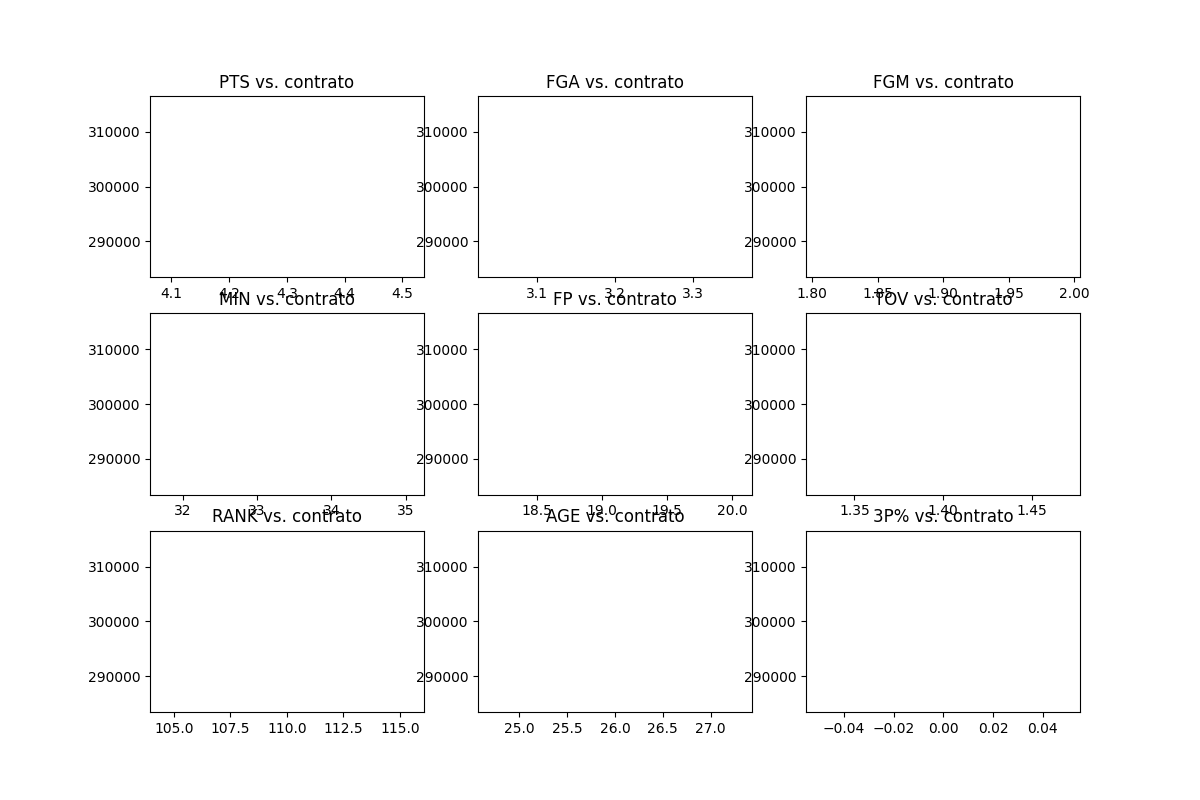 PTS vs. contrato
FGA vs. contrato
FGM vs. contrato
310000
300000
290000
310000
300000
290000
310000
300000
290000
4.1 4.2 4.3 4.4 4.5
3.1 3.2 3.3
1.80 1.85 1.90 1.95 2.00
MIN vs. contrato
FP vs. contrato
TOV vs. contrato
310000
300000
290000
310000
300000
290000
310000
300000
290000
32 33 34 35
18.5 19.0 19.5 20.0
1.35 1.40 1.45
RANK vs. contrato
AGE vs. contrato
3P% vs. contrato
310000
300000
290000
310000
300000
290000
310000
300000
290000
105.0 107.5 110.0 112.5 115.0
25.0 25.5 26.0 26.5 27.0
−0.04 −0.02 0.00 0.02 0.04